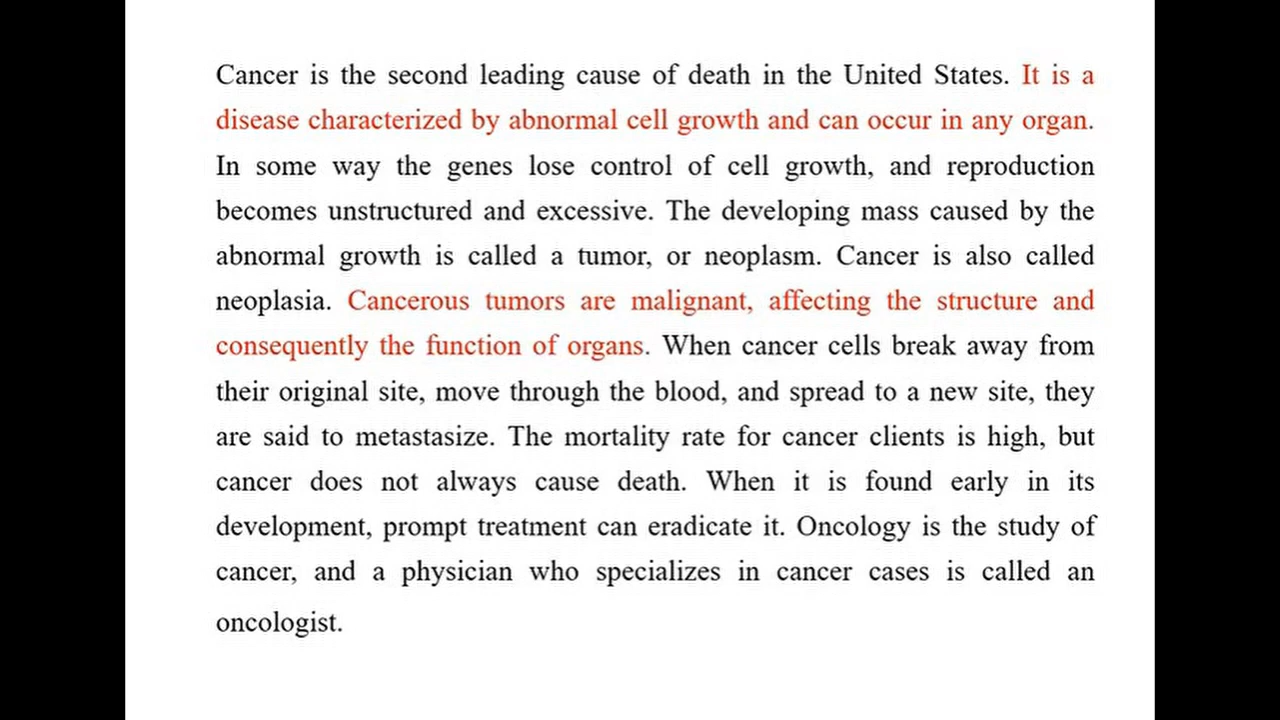 Cancer is the second leading cause of death in the United States. It is a
disease characterized by abnormal cell growth and can occur in any organ.
In some way the genes lose control of cell growth, and reproduction
becomes unstructured and excessive. The developing mass caused by the
abnormal growth is called a tumor, or neoplasm. Cancer is also called
neoplasia. Cancerous tumors are malignant, affecting the structure and
consequently the function of organs. When cancer cells break away from
their original site, move through the blood, and spread to a new site, they
are said to metastasize. The mortality rate for cancer clients is high, but
cancer does not always cause death. When it is found early in its
development, prompt treatment can eradicate it. Oncology is the study of
cancer, and a physician who specializes in cancer cases is called an
oncologist.